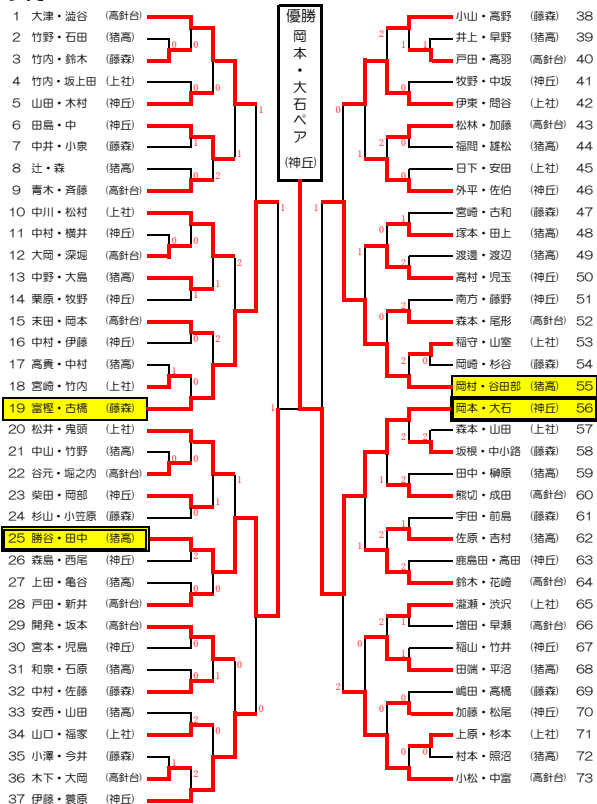 優勝
岡本・大石ペア
(神丘)
1 大津・澁谷 (高針台)
2 竹野・石田 (猪高)
3 竹内・鈴木 (藤森)
4 竹内・坂上田 (上社)
5 山田・木村 (神丘)
6 田島・中 (神丘)
7 中井・小泉 (藤森)
8 辻・森 (猪高)
9 青木・斉藤 (高針台)
10 中川・松村 (上社)
11 中村・横井 (神丘)
12 大岡・深堀 (高針台)
13 中野・大島 (猪高)
14 栗原・牧野 (神丘)
15 末田・岡本 (高針台)
16 中村・伊藤 (神丘)
17 高貴・中村 (猪高)
18 宮崎・竹内 (上社)
19 富樫・古橋 (藤森)
20 松井・鬼頭 (上社)
21 中山・竹野 (猪高)
22 谷元・堀之内 (高針台)
23 柴田・岡部 (神丘)
24 杉山・小笠原 (藤森)
25 勝谷・田中 (猪高)
26 森島・西尾 (神丘)
27 上田・亀谷 (猪高)
28 戸田・新井 (高針台)
29 開発・坂本 (高針台)
30 宮本・児島 (神丘)
31 和泉・石原 (猪高)
32 中村・佐藤 (藤森)
33 安西・山田 (猪高)
34 山口・福家 (上社)
35 小澤・今井 (藤森)
36 木下・大岡 (高針台)
37 伊藤・蓑原 (神丘)
小山・高野 (藤森) 38
井上・早野 (猪高) 39
戸田・高羽 (高針台) 40
牧野・中坂 (神丘) 41
伊東・問谷 (上社) 42
松林・加藤 (高針台) 43
福間・雄松 (猪高) 44
日下・安田 (上社) 45
外平・佐伯 (神丘) 46
宮崎・古和 (藤森) 47
塚本・田上 (猪高) 48
渡邊・渡辺 (猪高) 49
高村・児玉 (神丘) 50
南方・藤野 (神丘) 51
森本・尾形 (高針台) 52
稲守・山室 (上社) 53
岡崎・杉谷 (藤森) 54
岡村・谷田部 (猪高) 55
岡本・大石 (神丘) 56
森本・山田 (上社) 57
坂根・中小路 (藤森) 58
田中・榊原 (猪高) 59
熊切・成田 (高針台) 60
宇田・前島 (藤森) 61
佐原・吉村 (猪高) 62
鹿島田・高田 (神丘) 63
鈴木・花崎 (高針台) 64
瀧瀬・渋沢 (上社) 65
増田・早瀬 (高針台) 66
稲山・竹井 (神丘) 67
田端・平沼 (猪高) 68
嶋田・高橋 (藤森) 69
加藤・松尾 (神丘) 70
上原・杉本 (上社) 71
村本・照沼 (猪高) 72
小松・中富 (高針台) 73